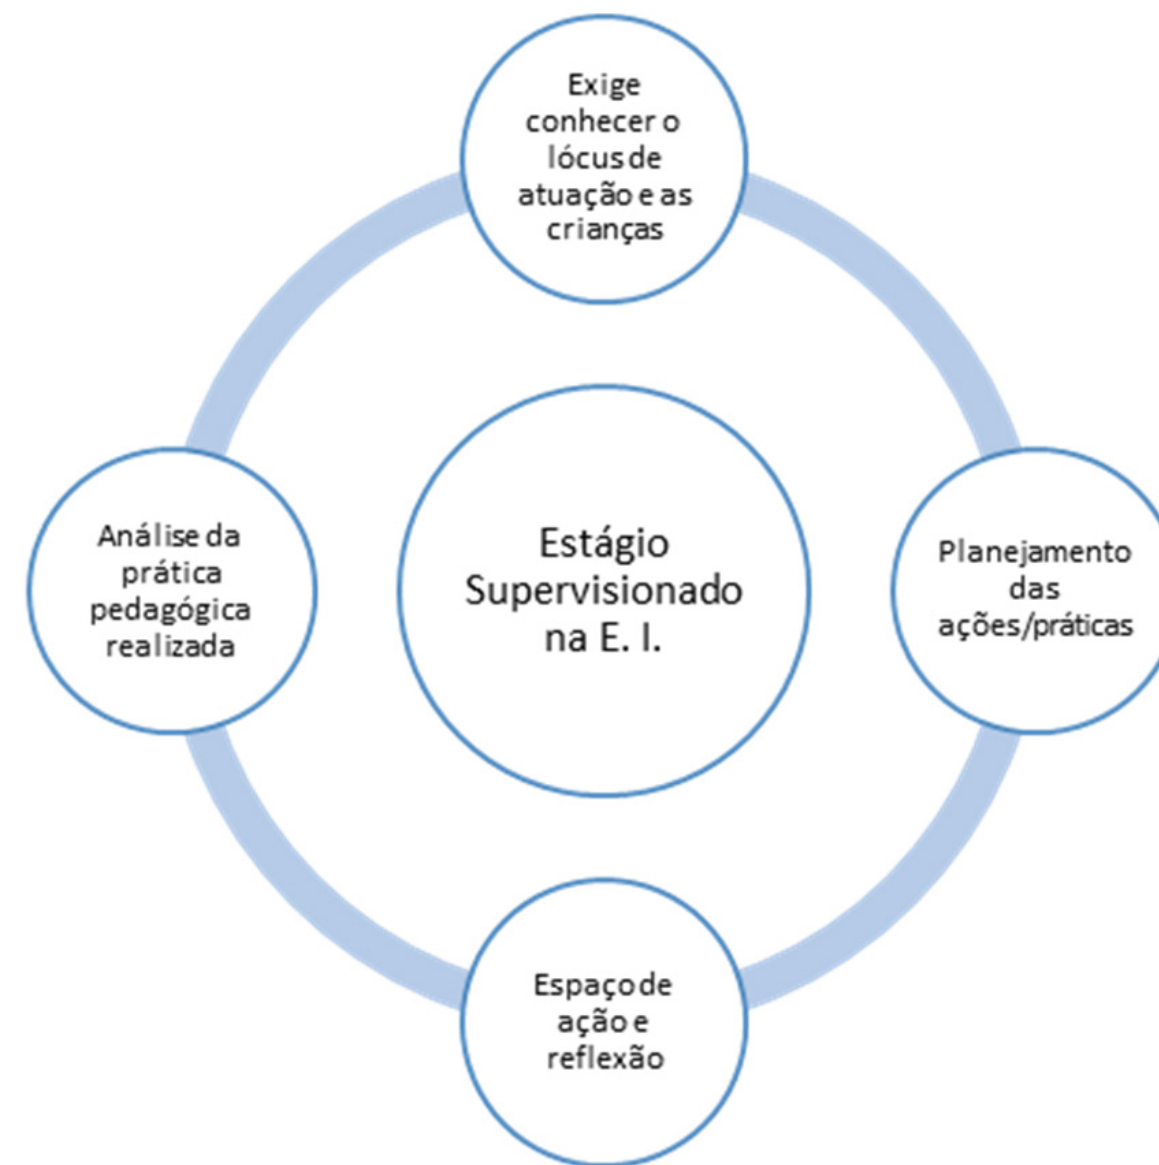 Exige
conhecer o
lócus de
atuação e as
crianças
Análise da
prática
pedagógica
realizada
Estágio
Supervisionado
na E. I.
Planejamento
das
ações/práticas
Espaço de
ação e
reflexão